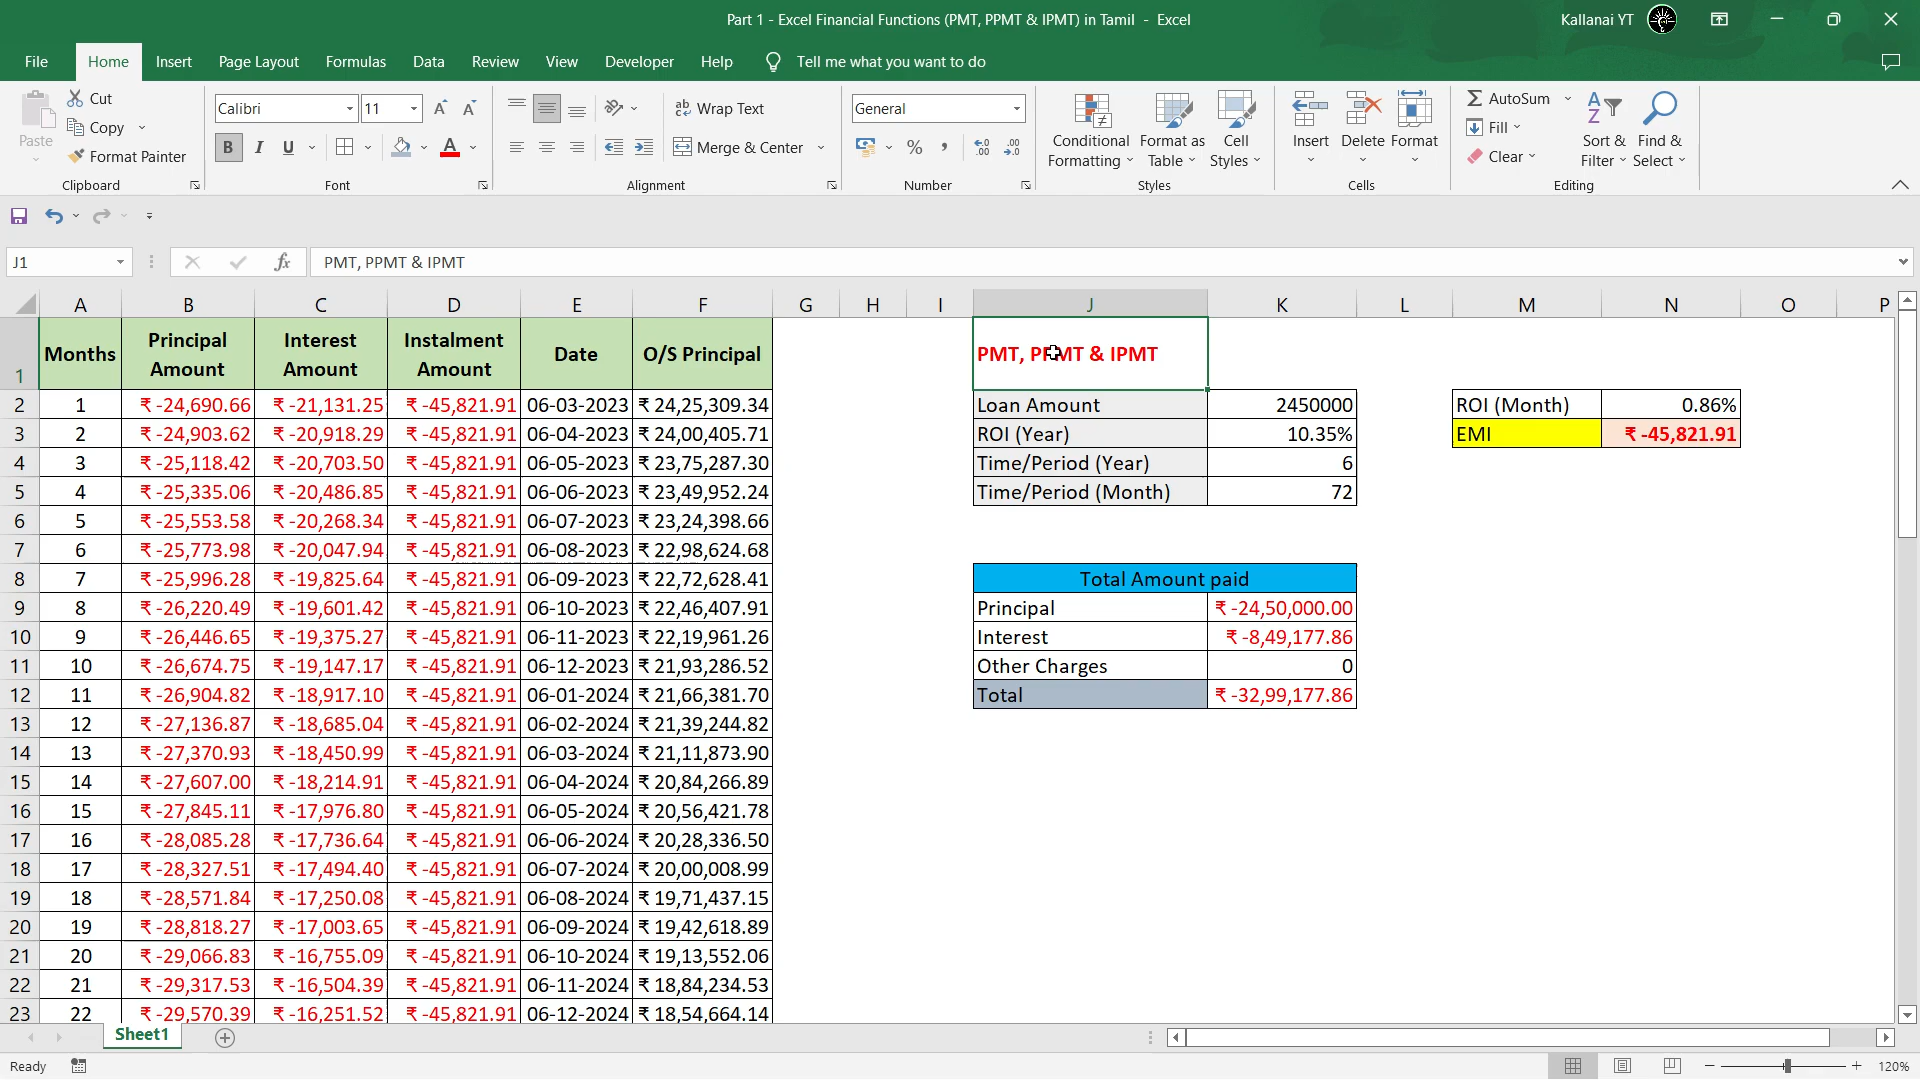 Part 1 - Excel Financial Functions (PMT, PPMT & IPMT) in Tamil - Excel
Kallanai YT
File Home Insert Page Layout Formulas Data Review View Developer Help Tell me what you want to do
Cut
Copy
Format Painter
Paste
Clipboard
Calibri 11
B I U
Font
Wrap Text
Merge & Center
Alignment
General
Number
Conditional Formatting
Format as Table
Cell Styles
Styles
Insert Delete Format
Cells
AutoSum
Fill
Clear
Sort & Filter
Find & Select
Editing
J1 fx PMT, PPMT & IPMT
A B C D E F G H I J K L M N O P
1 Months Principal Amount Interest Amount Instalment Amount Date O/S Principal PMT, PPMT & IPMT
2 1 ₹ -24,690.66 ₹ -21,131.25 ₹ -45,821.91 06-03-2023 ₹ 24,25,309.34 Loan Amount 2450000 ROI (Month) 0.86%
3 2 ₹ -24,903.62 ₹ -20,918.29 ₹ -45,821.91 06-04-2023 ₹ 24,00,405.71 ROI (Year) 10.35% EMI ₹ -45,821.91
4 3 ₹ -25,118.42 ₹ -20,703.50 ₹ -45,821.91 06-05-2023 ₹ 23,75,287.30 Time/Period (Year) 6
5 4 ₹ -25,335.06 ₹ -20,486.85 ₹ -45,821.91 06-06-2023 ₹ 23,49,952.24 Time/Period (Month) 72
6 5 ₹ -25,553.58 ₹ -20,268.34 ₹ -45,821.91 06-07-2023 ₹ 23,24,398.66
7 6 ₹ -25,773.98 ₹ -20,047.94 ₹ -45,821.91 06-08-2023 ₹ 22,98,624.68
8 7 ₹ -25,996.28 ₹ -19,825.64 ₹ -45,821.91 06-09-2023 ₹ 22,72,628.41 Total Amount paid
9 8 ₹ -26,220.49 ₹ -19,601.42 ₹ -45,821.91 06-10-2023 ₹ 22,46,407.91 Principal ₹ -24,50,000.00
10 9 ₹ -26,446.65 ₹ -19,375.27 ₹ -45,821.91 06-11-2023 ₹ 22,19,961.26 Interest ₹ -8,49,177.86
11 10 ₹ -26,674.75 ₹ -19,147.17 ₹ -45,821.91 06-12-2023 ₹ 21,93,286.52 Other Charges 0
12 11 ₹ -26,904.82 ₹ -18,917.10 ₹ -45,821.91 06-01-2024 ₹ 21,66,381.70 Total ₹ -32,99,177.86
13 12 ₹ -27,136.87 ₹ -18,685.04 ₹ -45,821.91 06-02-2024 ₹ 21,39,244.82
14 13 ₹ -27,370.93 ₹ -18,450.99 ₹ -45,821.91 06-03-2024 ₹ 21,11,873.90
15 14 ₹ -27,607.00 ₹ -18,214.91 ₹ -45,821.91 06-04-2024 ₹ 20,84,266.89
16 15 ₹ -27,845.11 ₹ -17,976.80 ₹ -45,821.91 06-05-2024 ₹ 20,56,421.78
17 16 ₹ -28,085.28 ₹ -17,736.64 ₹ -45,821.91 06-06-2024 ₹ 20,28,336.50
18 17 ₹ -28,327.51 ₹ -17,494.40 ₹ -45,821.91 06-07-2024 ₹ 20,00,008.99
19 18 ₹ -28,571.84 ₹ -17,250.08 ₹ -45,821.91 06-08-2024 ₹ 19,71,437.15
20 19 ₹ -28,818.27 ₹ -17,003.65 ₹ -45,821.91 06-09-2024 ₹ 19,42,618.89
21 20 ₹ -29,066.83 ₹ -16,755.09 ₹ -45,821.91 06-10-2024 ₹ 19,13,552.06
22 21 ₹ -29,317.53 ₹ -16,504.39 ₹ -45,821.91 06-11-2024 ₹ 18,84,234.53
23 22 ₹ -29,570.39 ₹ -16,251.52 ₹ -45,821.91 06-12-2024 ₹ 18,54,664.14
Sheet1
Ready 120%